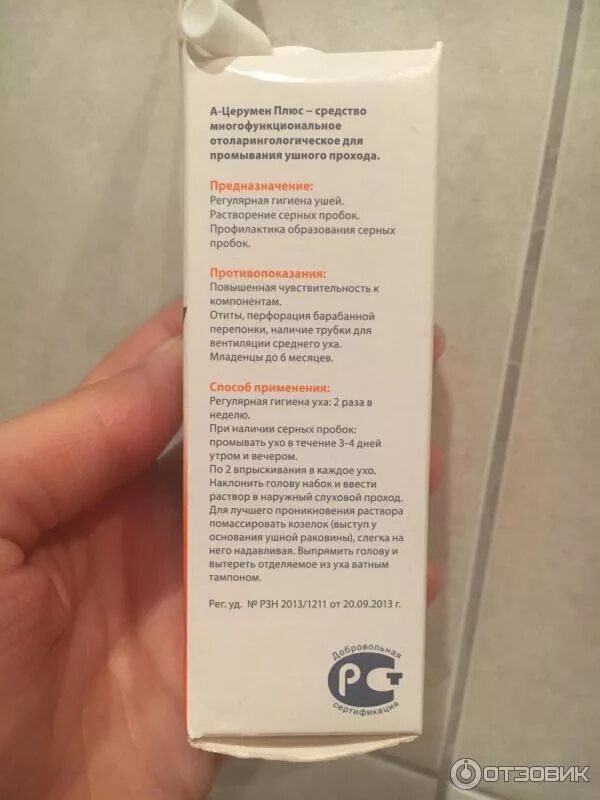 А-Церумен Плюс – средство
многофункциональное
отоларингологическое для
промывания ушного прохода.
Предназначение:
Регулярная гигиена ушей.
Растворение серных пробок.
Профилактика образования серных
пробок.
Противопоказания:
Повышенная чувствительность к
компонентам.
Отиты, перфорация барабанной
перепонки, наличие трубки для
вентиляции среднего уха.
Младенцы до 6 месяцев.
Способ применения:
Регулярная гигиена уха: 2 раза в
неделю.
При наличии серных пробок:
промывать ухо в течение 3-4 дней
утром и вечером.
По 2 впрыскивания в каждое ухо.
Наклонить голову набок и ввести
раствор в наружный слуховой проход.
Для лучшего проникновения раствора
помассировать козелок (выступ у
основания ушной раковины), слегка на
него надавливая. Выпрямить голову и
вытереть отделяемое из уха ватным
тампоном.
Рег. уд. № РЗН 2013/1211 от 20.09.2013 г.
Добровольная
РСТ
сертификация
ОТЗОВИК